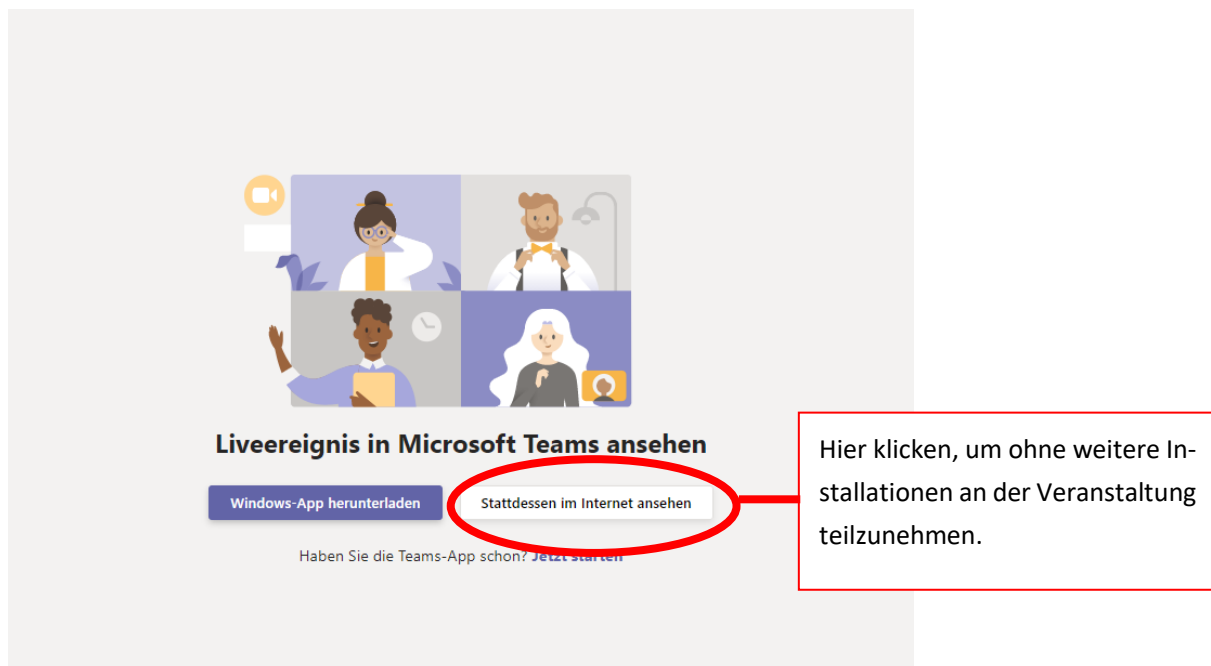 Liveereignis in Microsoft Teams ansehen
Windows-App herunterladen
Stattdessen im Internet ansehen
Haben Sie die Teams-App schon? Jetzt starten
Hier klicken, um ohne weitere In-
stallationen an der Veranstaltung
teilzunehmen.